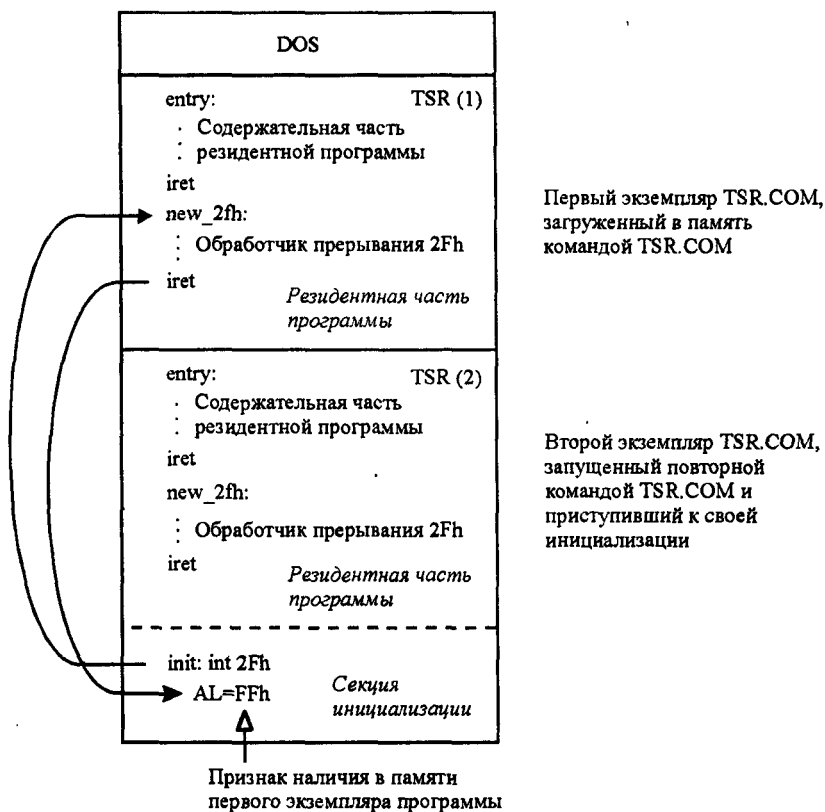 DOS
entry: TSR (1)
Содержательная часть
резидентной программы
iret
new_2fh:
Обработчик прерывания 2Fh
iret
Резидентная часть
программы
Первый экземпляр TSR.COM,
загруженный в память
командой TSR.COM
entry: TSR (2)
Содержательная часть
резидентной программы
iret
new_2fh:
Обработчик прерывания 2Fh
iret
Резидентная часть
программы
Второй экземпляр TSR.COM,
запущенный повторной
командой TSR.COM и
приступивший к своей
инициализации
init: int 2Fh
AL=FFh
Секция
инициализации
Признак наличия в памяти
первого экземпляра программы